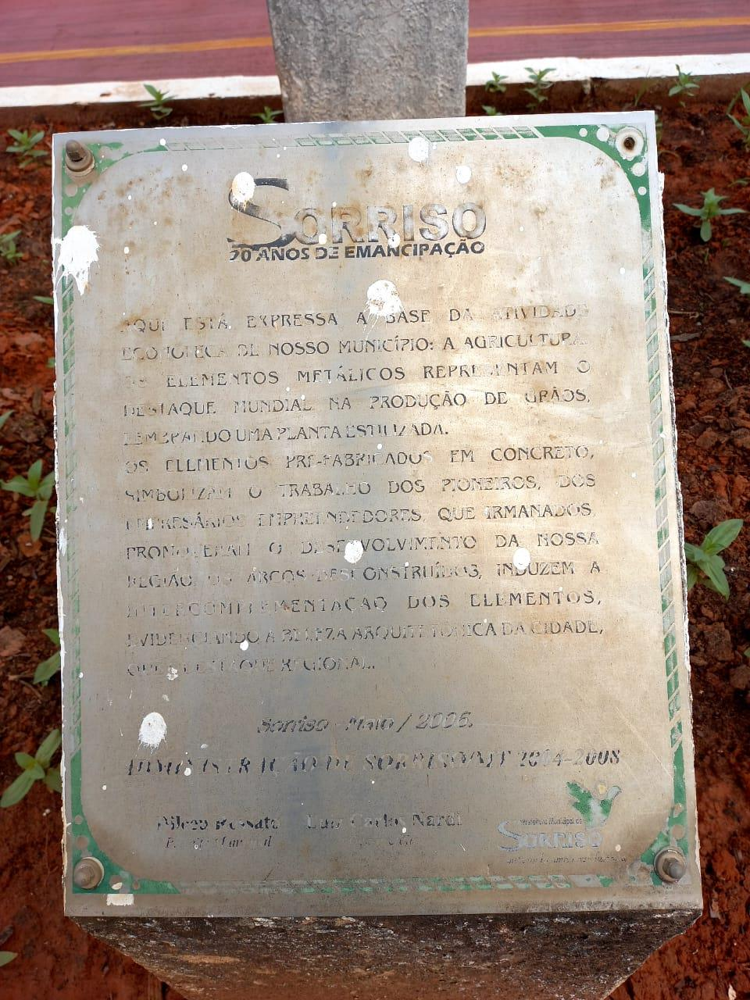 SORRISO
20 ANOS DE EMANCIPAÇÃO
AQUI ESTÁ EXPRESSA A BASE DA ATIVIDADE
ECONÔMICA DE NOSSO MUNICÍPIO: A AGRICULTURA.
OS ELEMENTOS METÁLICOS REPRESENTAM O
DESTAQUE MUNDIAL NA PRODUÇÃO DE GRÃOS,
LEMBRANDO UMA PLANTA ESTILIZADA.
OS ELEMENTOS PRÉ-FABRICADOS EM CONCRETO,
SIMBOLIZAM O TRABALHO DOS PIONEIROS, DOS
EMPRESÁRIOS EMPREENDEDORES, QUE IRMANADOS,
PROMOVERAM O DESENVOLVIMENTO DA NOSSA
REGIÃO. OS ARCOS DESCONSTRUÍDOS, INDUZEM A
INTERCOMPLEMENTAÇÃO DOS ELEMENTOS,
EVIDENCIANDO A BELEZA ARQUITETÔNICA DA CIDADE,
QUE É DESTAQUE REGIONAL.
Sorriso - Maio / 2006.
ADMINISTRAÇÃO DE SORRISO/MT 2004-2008
Dilceu Rossato Luiz Carlos Nardi
Prefeito Municipal
Prefeitura Municipal de
SORRISO